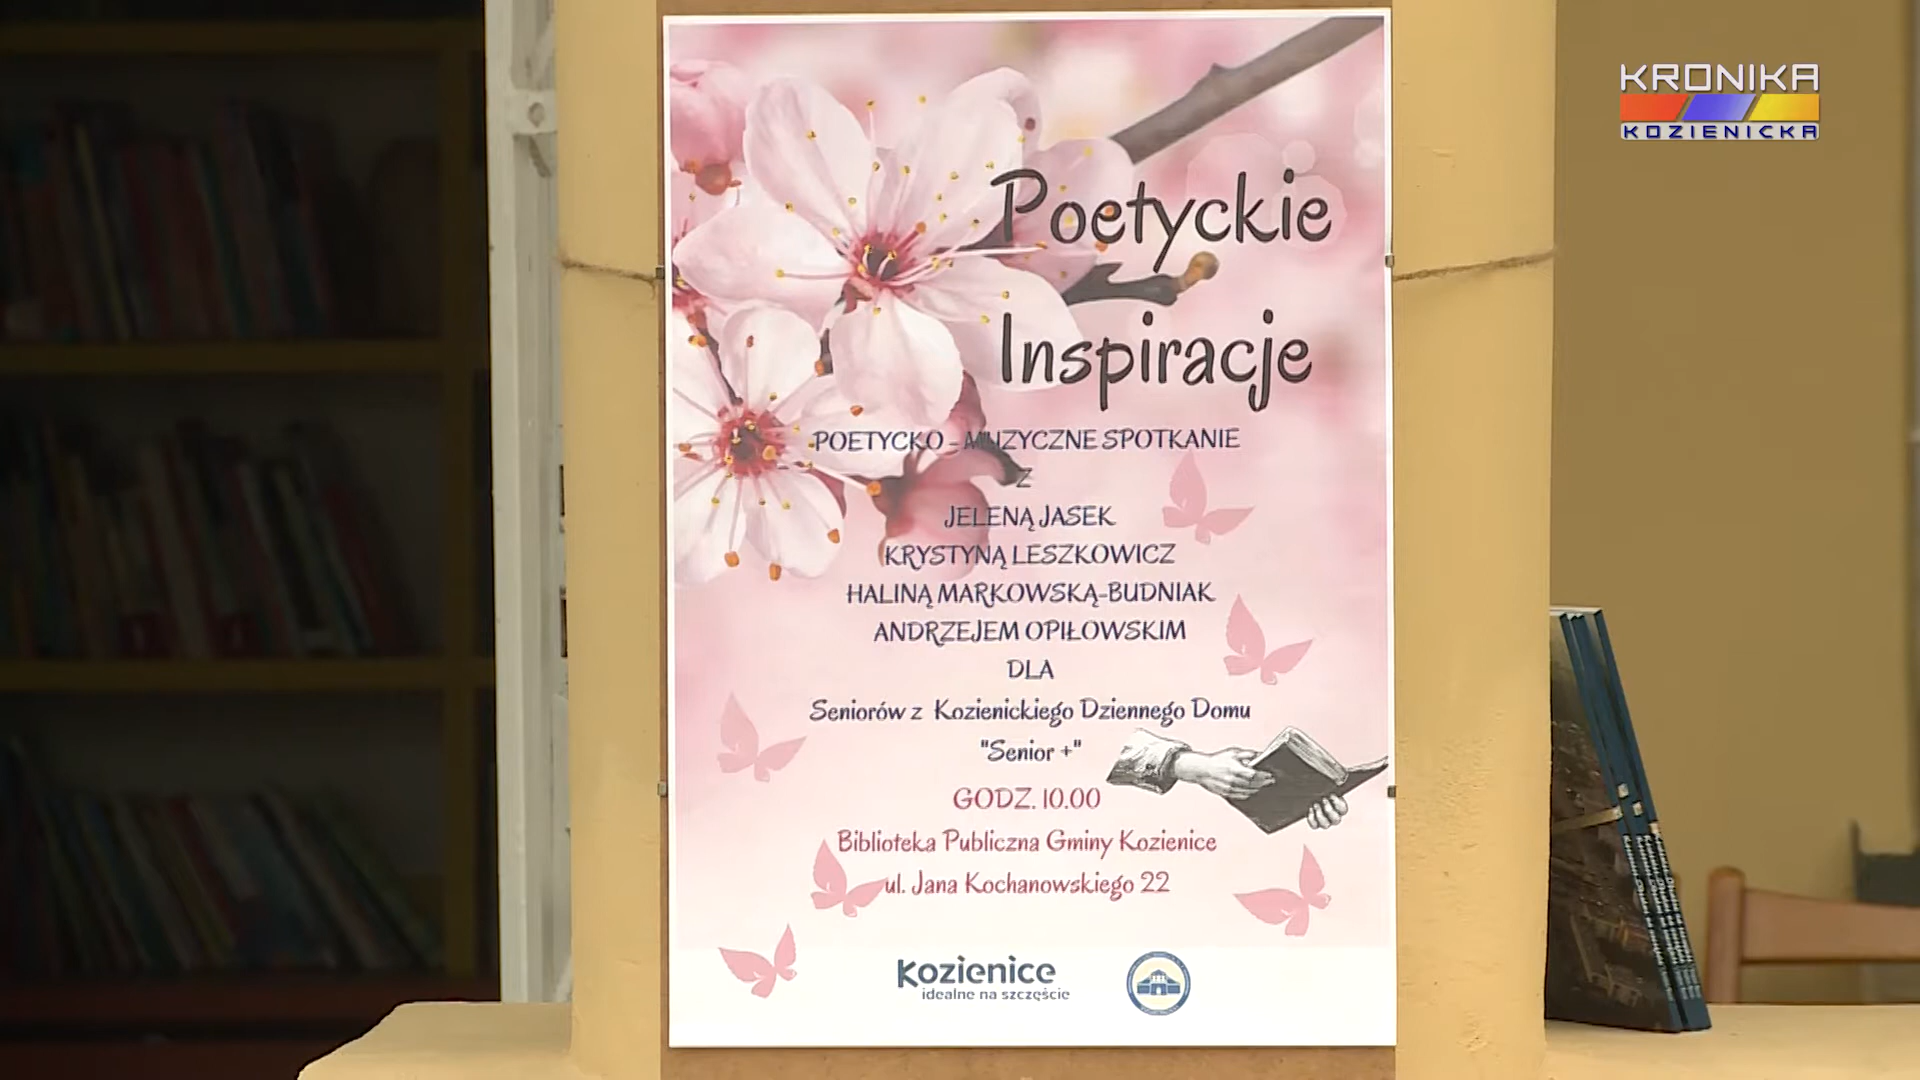 KRONIKA
KOZIENICKA
Poetyckie
Inspiracje
POETYCKO - MUZYCZNE SPOTKANIE
Z
JELENĄ JASEK
KRYSTYNĄ LESZKOWICZ
HALINĄ MARKOWSKĄ-BUDNIAK
ANDRZEJEM OPIŁOWSKIM
DLA
Seniorów z Kozienickiego Dziennego Domu
"Senior +"
GODZ. 10.00
Biblioteka Publiczna Gminy Kozienice
ul. Jana Kochanowskiego 22
Kozienice
idealne na szczęście